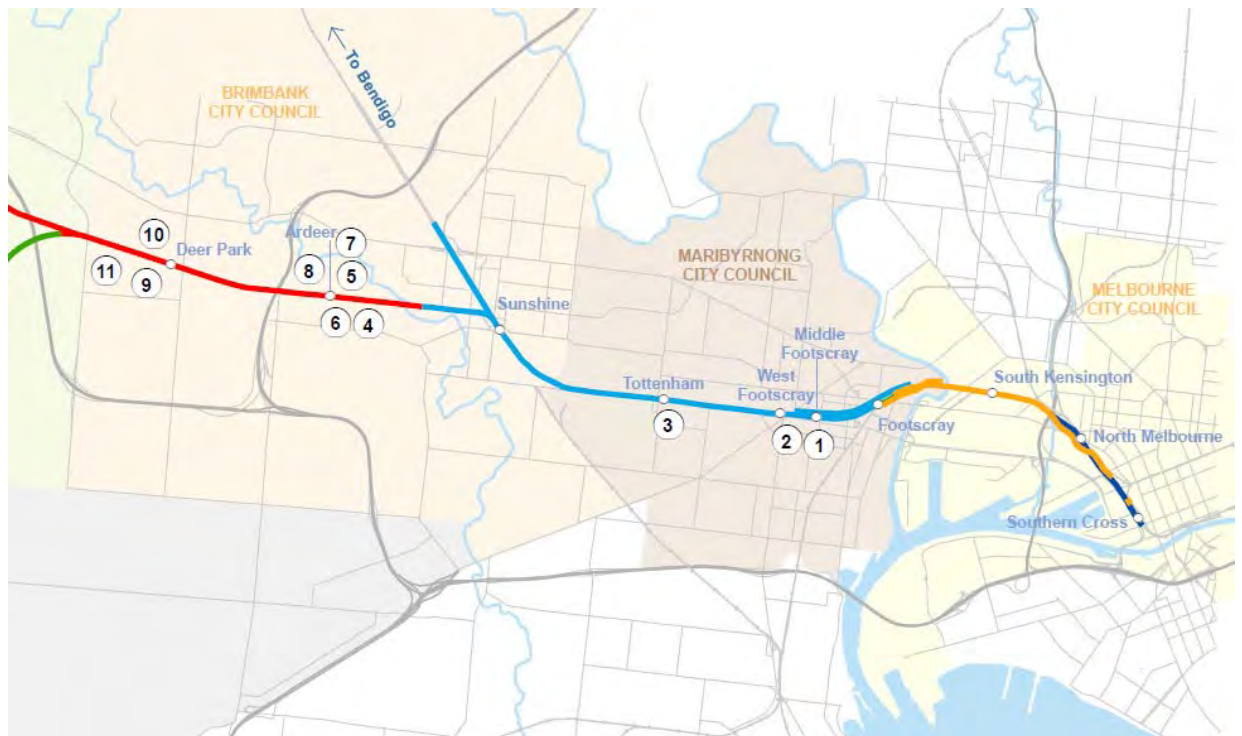 To Bendigo
BRIMBANK
CITY COUNCIL
10
Deer Park
11
9
Ardeer
7
8
5
6
4
Sunshine
MARIBYRNONG
CITY COUNCIL
MELBOURNE
CITY COUNCIL
Middle
Footscray
West
Footscray
Tottenham
3
2
1
Footscray
South Kensington
North Melbourne
Southern Cross